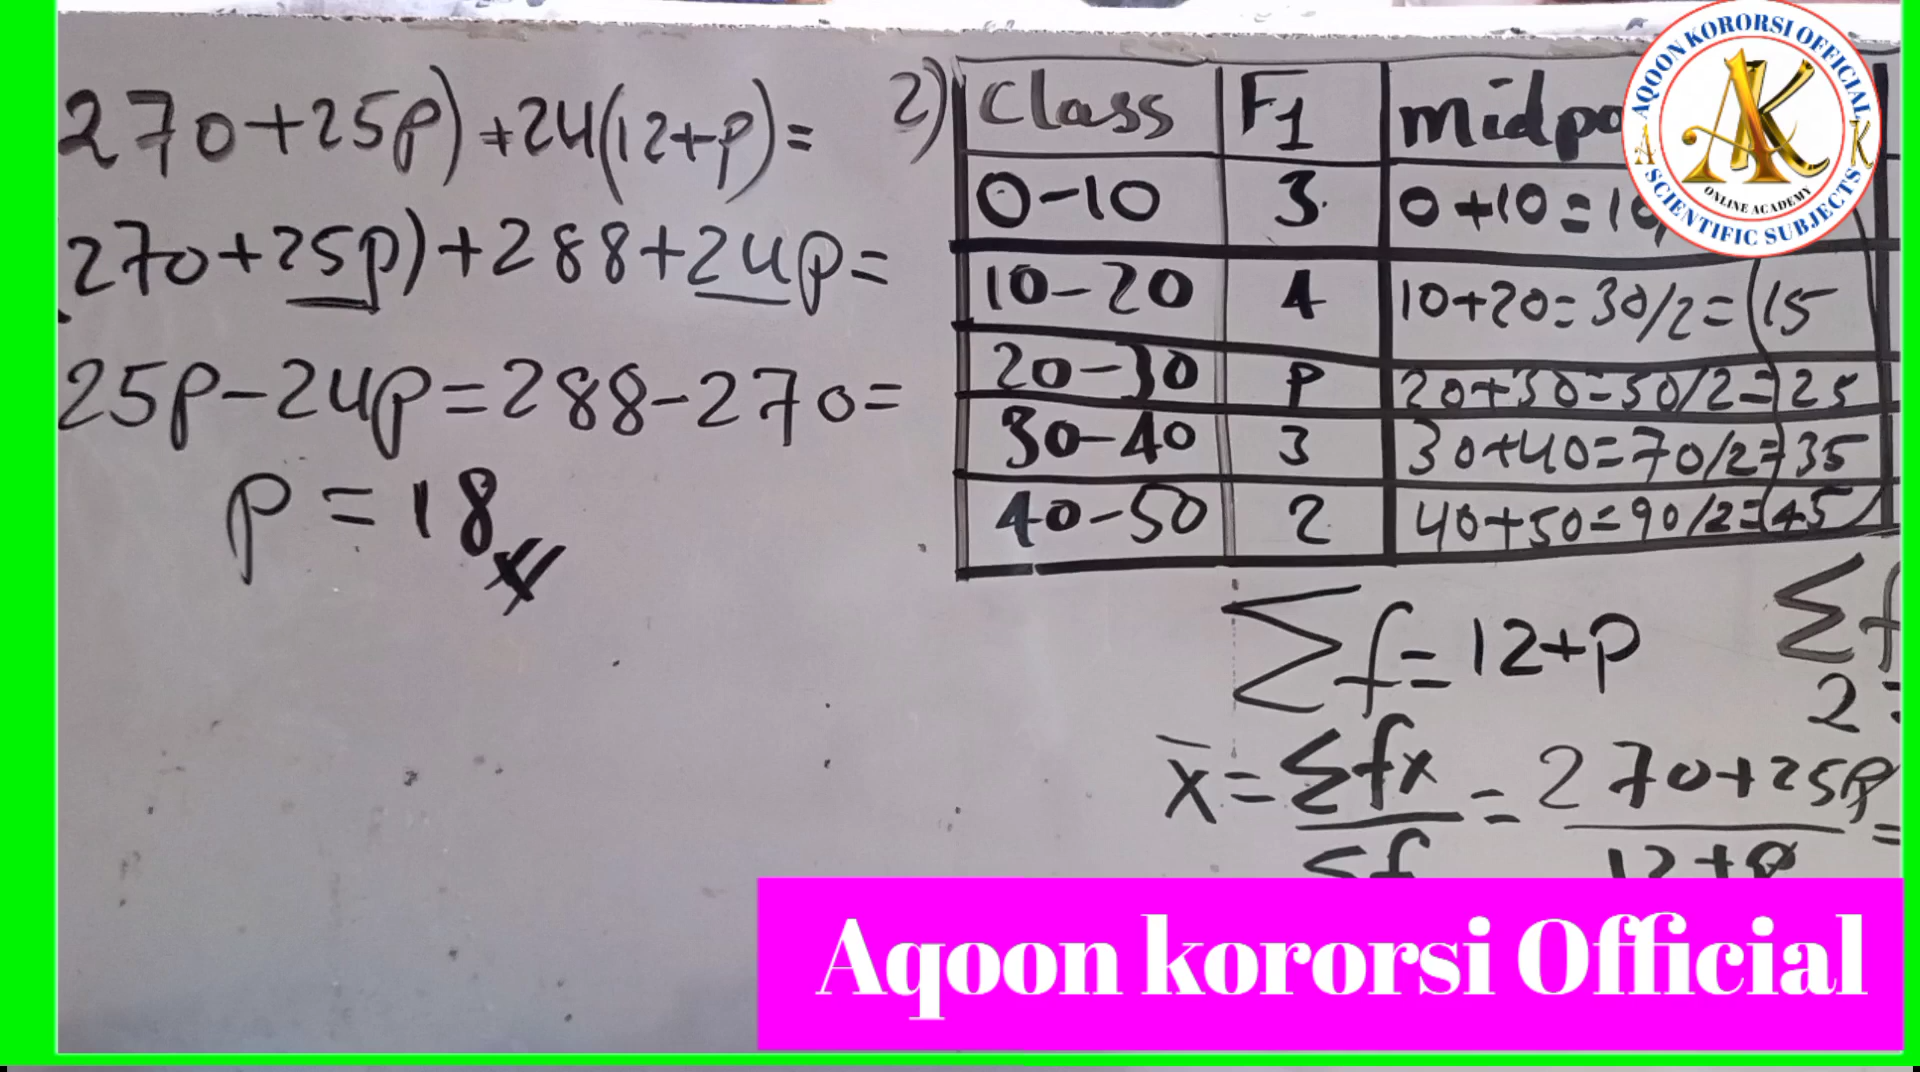 270+25p)+24(12+p)=
270+25p)+288+24p=
25p-24p=288-270=
p=18
2)
Class F1 midpo
0-10 3 0+10=10
10-20 4 10+20=30/2=15
20-30 P 20+30=50/2=25
30-40 3 30+40=70/2=35
40-50 2 40+50=90/2=45
∑f=12+p ∑f
2
x̄=∑fx/∑f=270+25p/12+p=
AQOON KORORSI OFFICIAL
AK
A K
ONLINE ACADEMY
SCIENTIFIC SUBJECTS
Aqoon kororsi Official